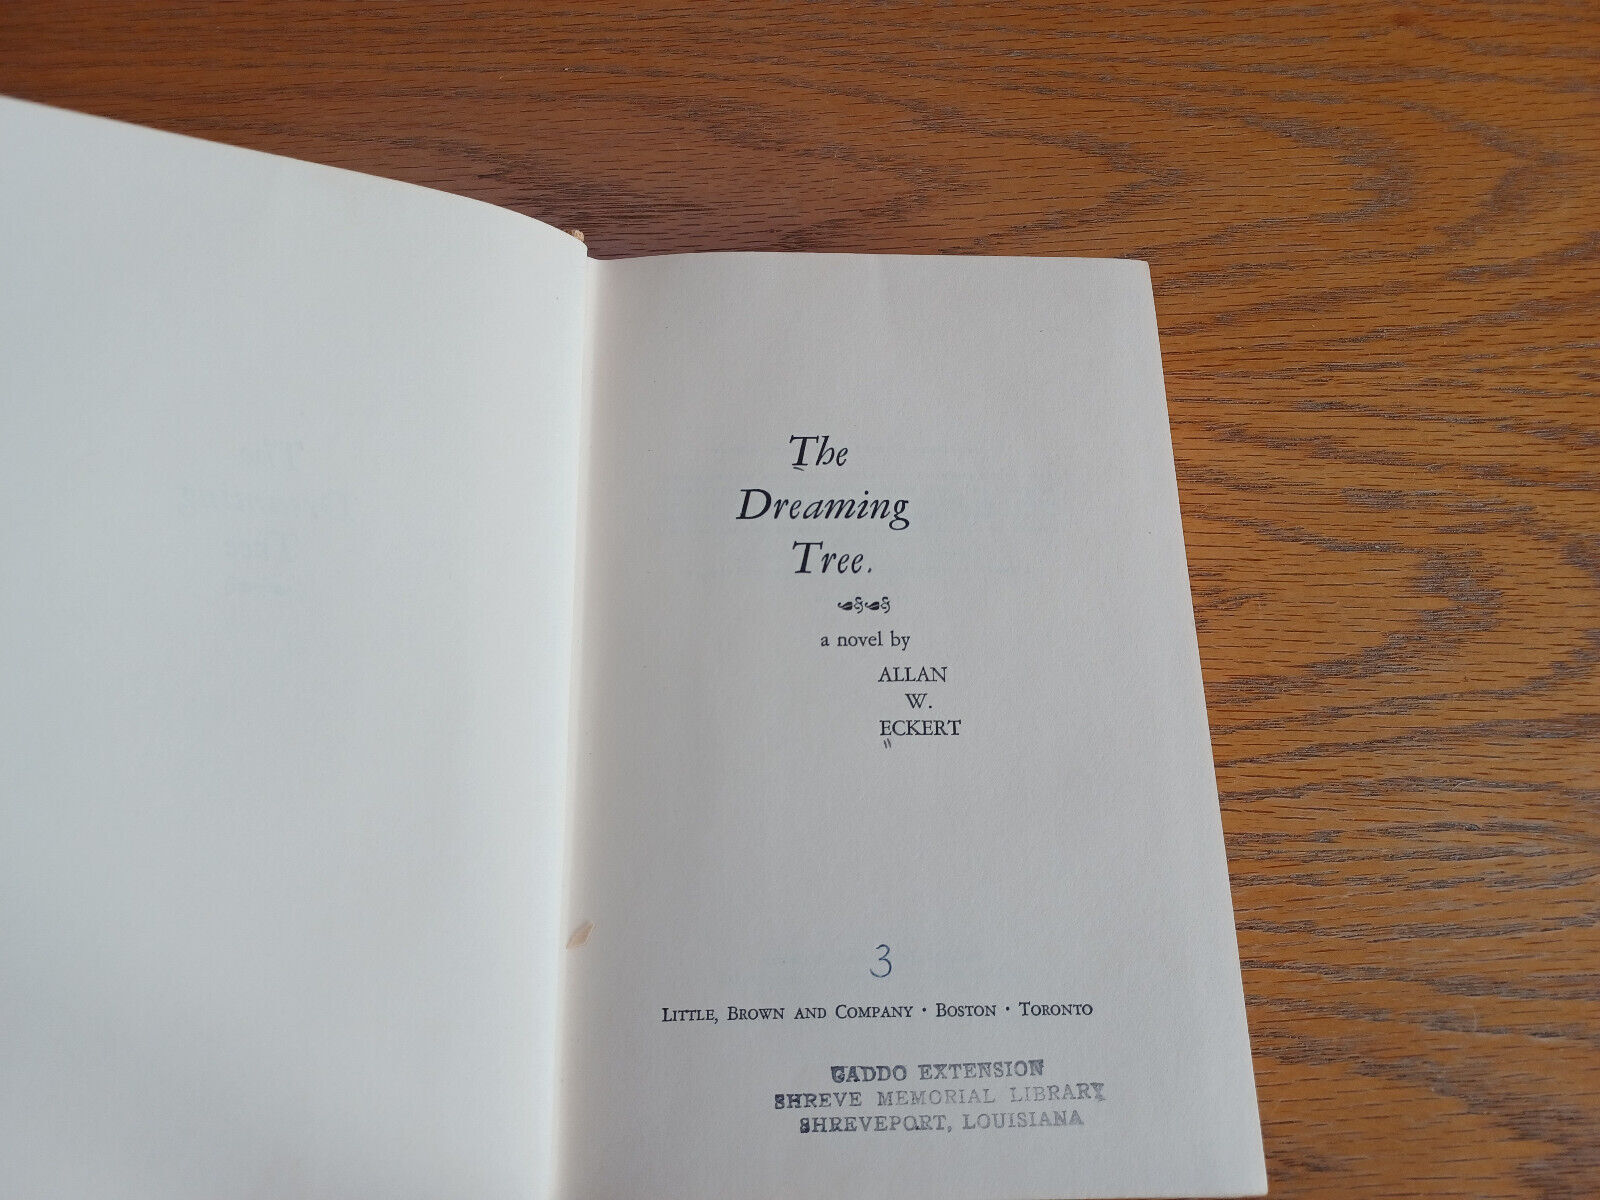 The
Dreaming
Tree.
a novel by
ALLAN
W.
ECKERT
3
LITTLE, BROWN AND COMPANY · BOSTON · TORONTO
CADDO EXTENSION
SHREVE MEMORIAL LIBRARY
SHREVEPORT, LOUISIANA